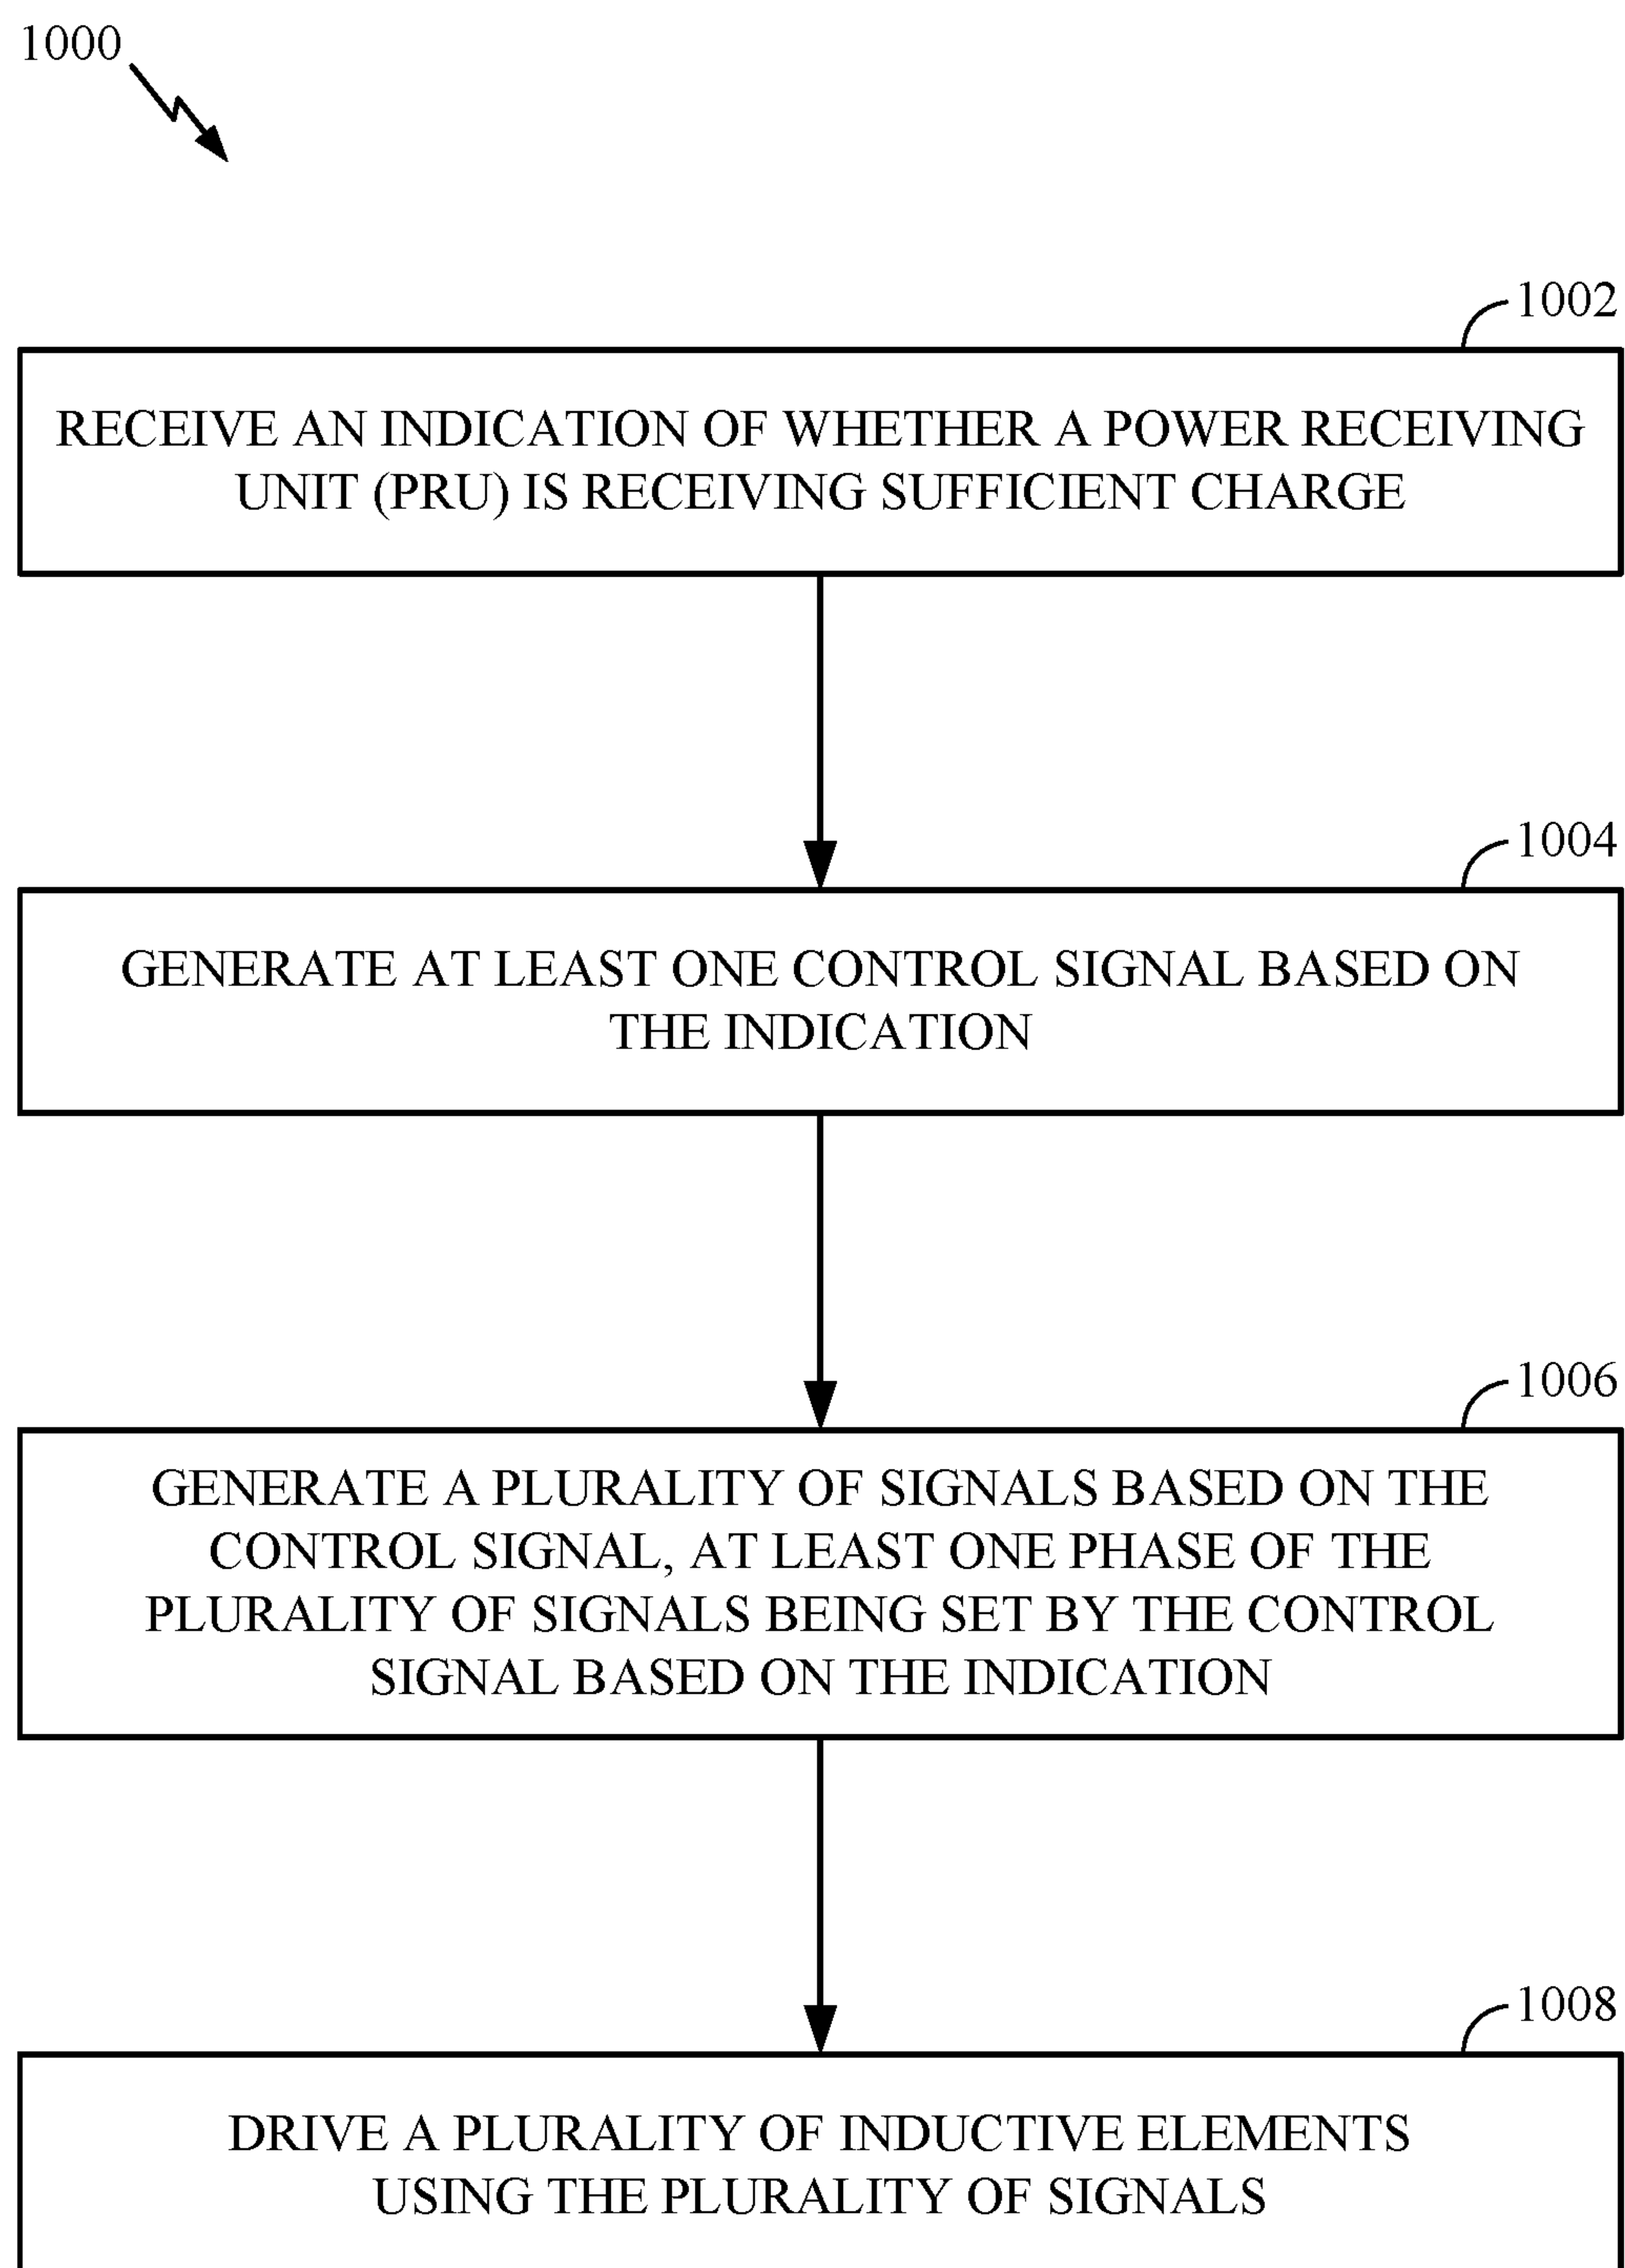 1000
1002
RECEIVE AN INDICATION OF WHETHER A POWER RECEIVING
UNIT (PRU) IS RECEIVING SUFFICIENT CHARGE
1004
GENERATE AT LEAST ONE CONTROL SIGNAL BASED ON
THE INDICATION
1006
GENERATE A PLURALITY OF SIGNALS BASED ON THE
CONTROL SIGNAL, AT LEAST ONE PHASE OF THE
PLURALITY OF SIGNALS BEING SET BY THE CONTROL
SIGNAL BASED ON THE INDICATION
1008
DRIVE A PLURALITY OF INDUCTIVE ELEMENTS
USING THE PLURALITY OF SIGNALS